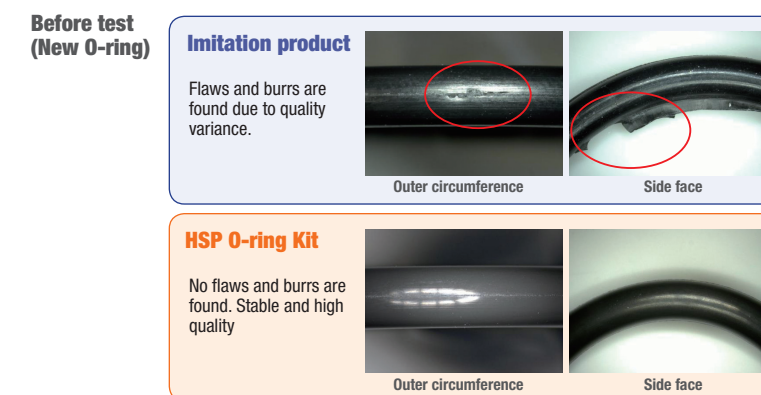 Before test
(New O-ring)
Imitation product
Flaws and burrs are
found due to quality
variance.
Outer circumference
Side face
HSP O-ring Kit
No flaws and burrs are
found. Stable and high
quality
Outer circumference
Side face